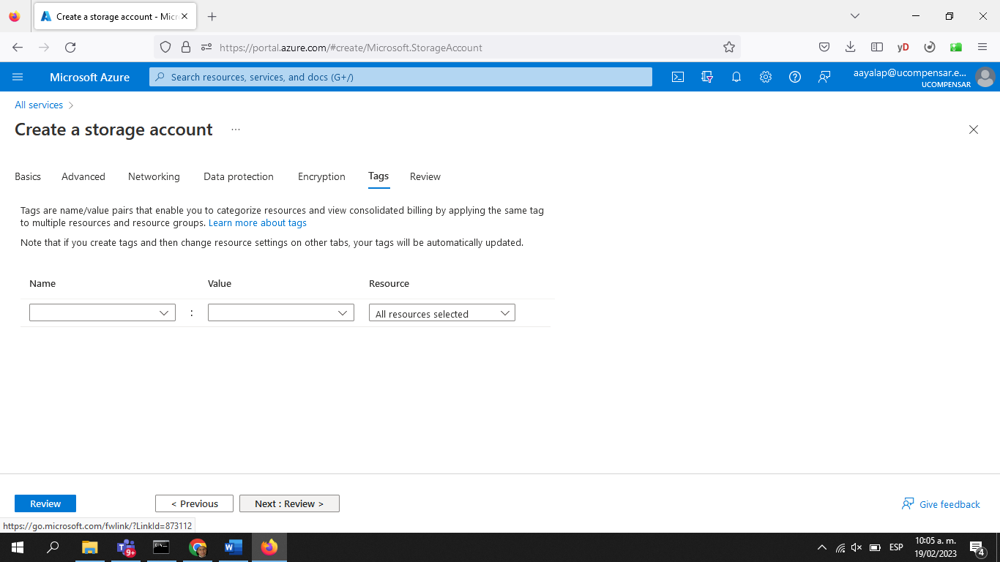 Create a storage account - Micr
https://portal.azure.com/#create/Microsoft.StorageAccount
yD
Microsoft Azure
Search resources, services, and docs (G+/)
aayalap@ucompensar.e...
UCOMPENSAR
All services
Create a storage account ...
Basics Advanced Networking Data protection Encryption Tags Review
Tags are name/value pairs that enable you to categorize resources and view consolidated billing by applying the same tag
to multiple resources and resource groups. Learn more about tags
Note that if you create tags and then change resource settings on other tabs, your tags will be automatically updated.
Name Value Resource
: All resources selected
Review < Previous Next : Review > Give feedback
https://go.microsoft.com/fwlink/?LinkId=873112
9+
ESP
10:05 a. m.
19/02/2023
4